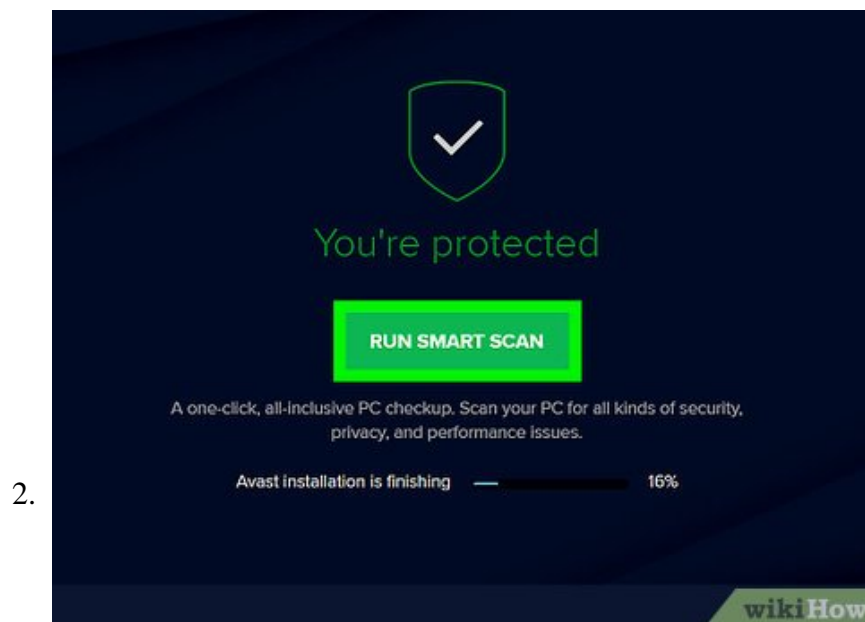 You're protected
RUN SMART SCAN
A one-click, all-inclusive PC checkup. Scan your PC for all kinds of security,
privacy, and performance issues.
Avast installation is finishing 16%
2.
wikiHow